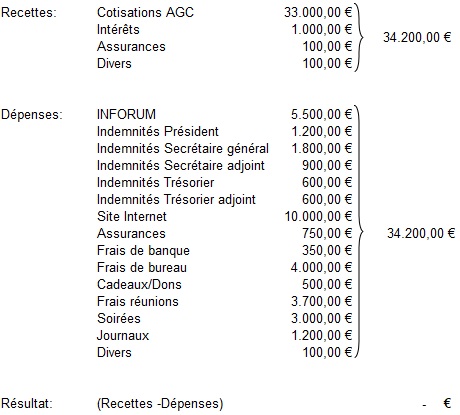 Recettes: Cotisations AGC 33.000,00 €
Intérêts 1.000,00 €
34.200,00 €
Assurances 100,00 €
Divers 100,00 €
Dépenses: INFORUM 5.500,00 €
Indemnités Président 1.200,00 €
Indemnités Secrétaire général 1.800,00 €
Indemnités Secrétaire adjoint 900,00 €
Indemnités Trésorier 600,00 €
Indemnités Trésorier adjoint 600,00 €
Site Internet 10.000,00 €
Assurances 750,00 € 34.200,00 €
Frais de banque 350,00 €
Frais de bureau 4.000,00 €
Cadeaux/Dons 500,00 €
Frais réunions 3.700,00 €
Soirées 3.000,00 €
Journaux 1.200,00 €
Divers 100,00 €
Résultat: (Recettes -Dépenses) - €